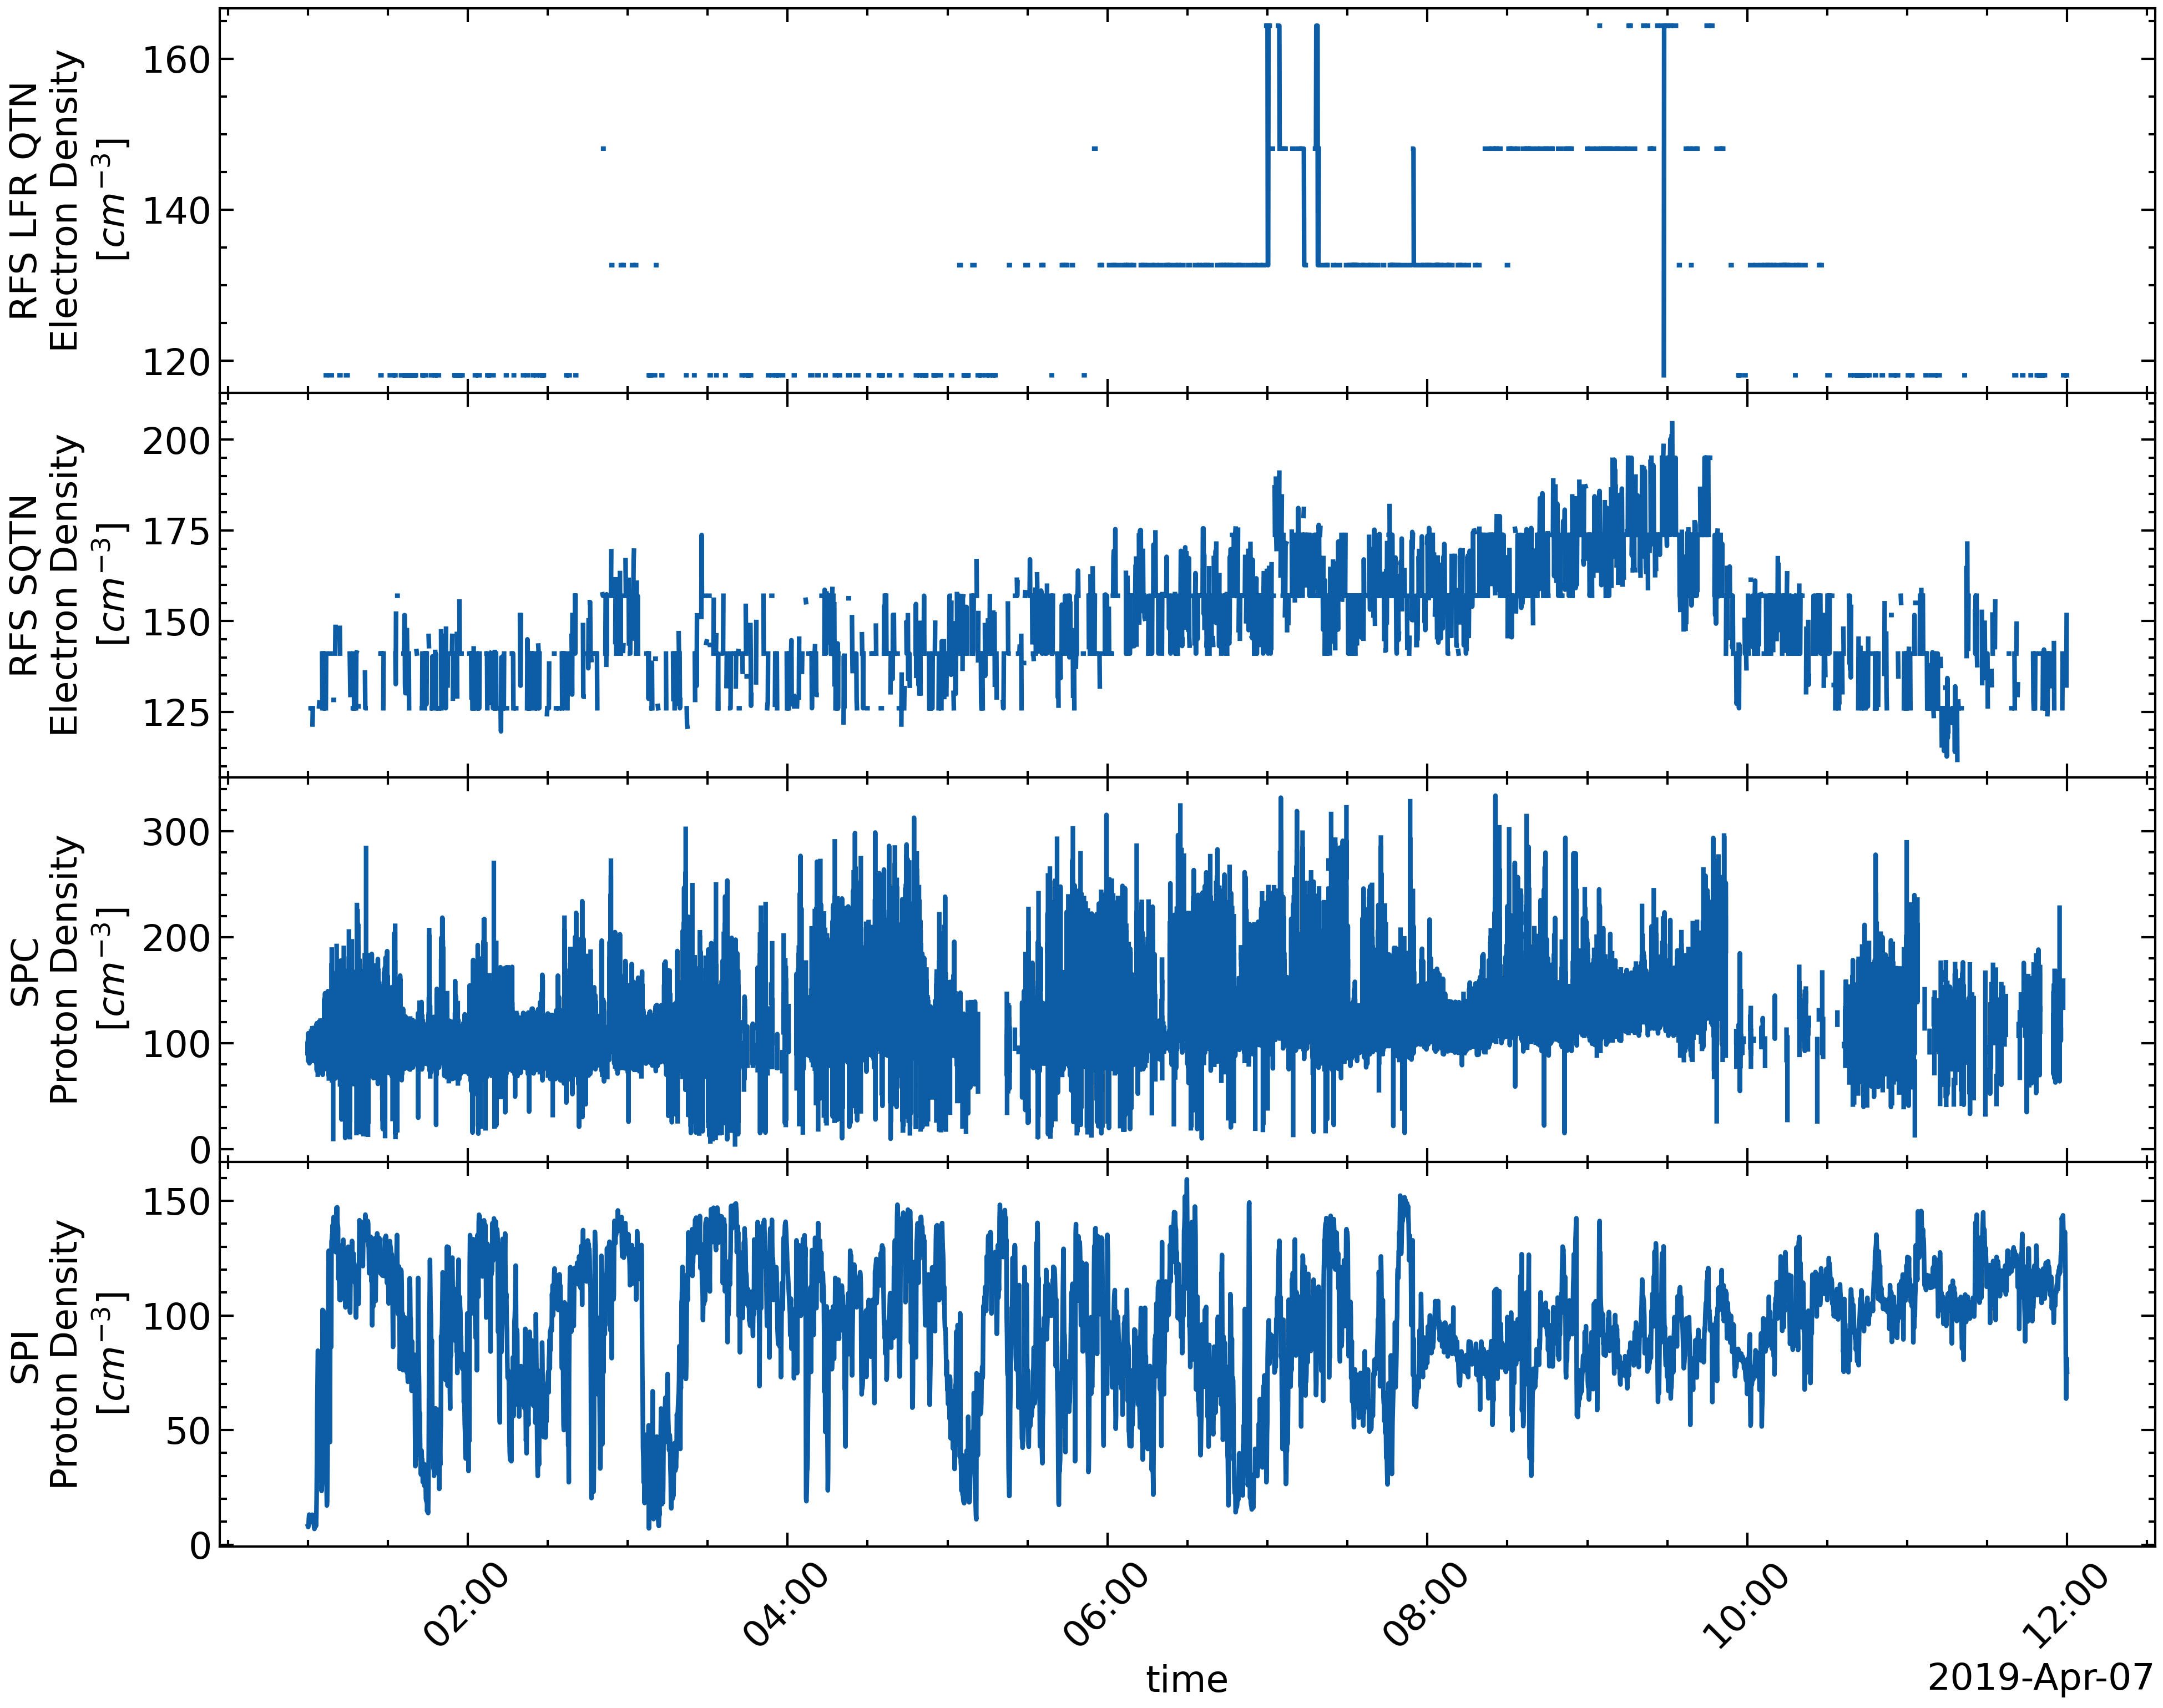 RFS LFR QTN
Electron Density
[cm⁻³]
160
140
120
RFS SQTN
Electron Density
[cm⁻³]
200
175
150
125
SPC
Proton Density
[cm⁻³]
300
200
100
0
SPI
Proton Density
[cm⁻³]
150
100
50
0
02:00
04:00
06:00
08:00
10:00
12:00
time
2019-Apr-07